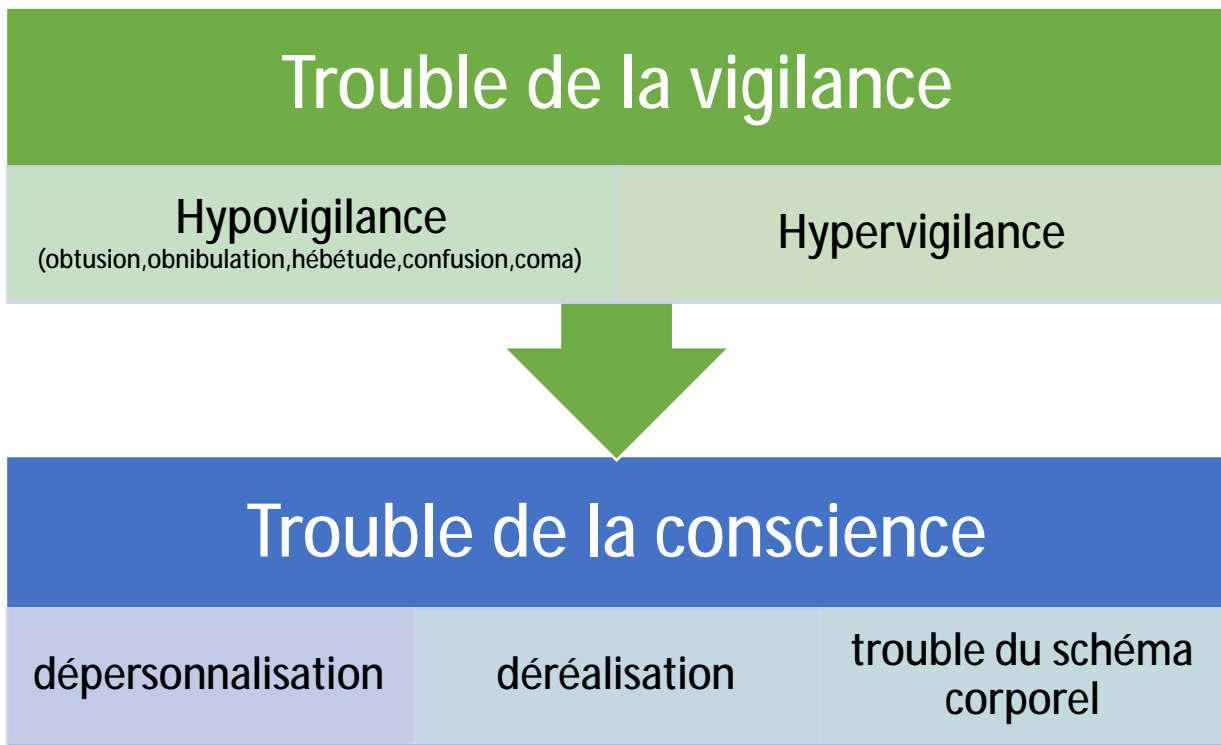 Trouble de la vigilance
Hypovigilance
(obtusion,obnibulation,hébétude,confusion,coma)
Hypervigilance
Trouble de la conscience
dépersonnalisation
déréalisation
trouble du schéma
corporel